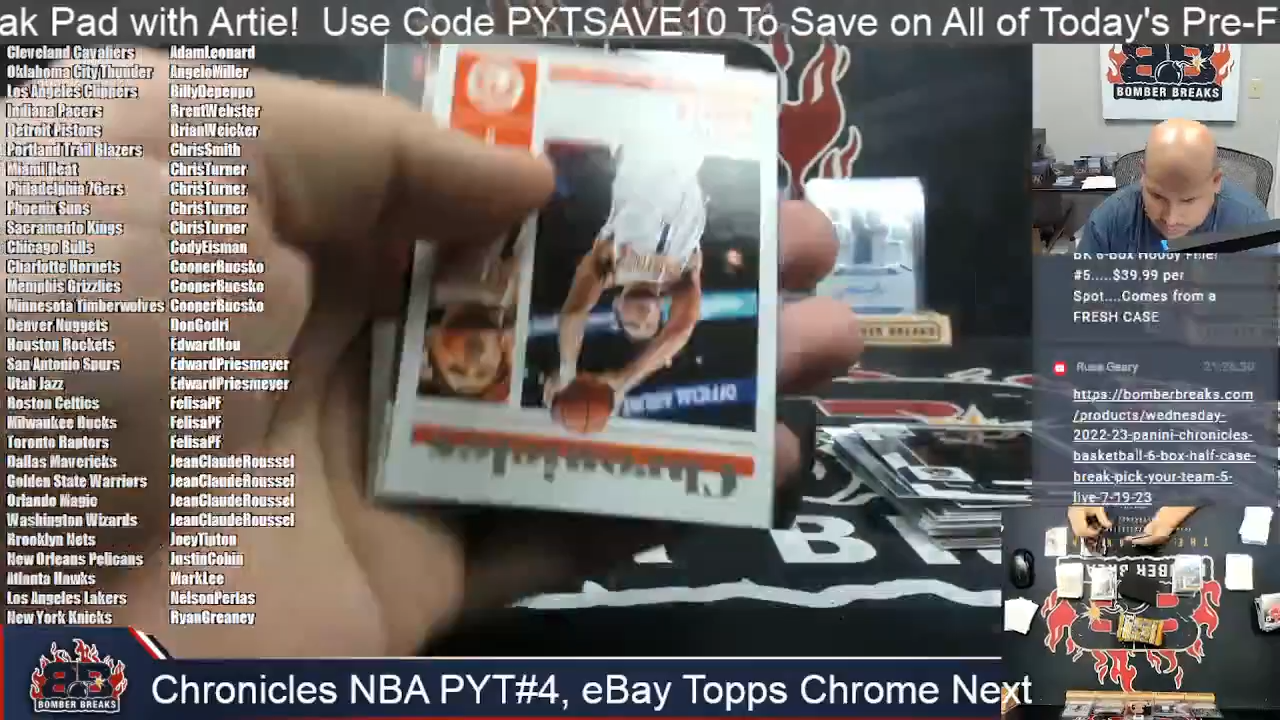 ak Pad with Artie!  Use Code PYTSAVE10 To Save on All of Today's Pre-F
Cleveland Cavaliers AdamLeonard
Oklahoma City Thunder AngeloMiller
Los Angeles Clippers BillyDepeppo
Indiana Pacers BrentWebster
Detroit Pistons BrianWeicker
Portland Trail Blazers ChrisSmith
Miami Heat ChrisTurner
Philadelphia 76ers ChrisTurner
Phoenix Suns ChrisTurner
Sacramento Kings ChrisTurner
Chicago Bulls CodyElsman
Charlotte Hornets CooperBuosko
Memphis Grizzlies CooperBuosko
Minnesota Timberwolves CooperBuosko
Denver Nuggets DonGodri
Houston Rockets EdwardHou
San Antonio Spurs EdwardPriesmeyer
Utah Jazz EdwardPriesmeyer
Boston Celtics FelisaPF
Milwaukee Bucks FelisaPF
Toronto Raptors FelisaPF
Dallas Mavericks JeanClaudeRoussel
Golden State Warriors JeanClaudeRoussel
Orlando Magic JeanClaudeRoussel
Washington Wizards JeanClaudeRoussel
Brooklyn Nets JoeyTinton
New Orleans Pelicans JustinCobin
Atlanta Hawks MarkLee
Los Angeles Lakers NelsonPerlas
New York Knicks RyanGreaney
Chronicles
BOMBER BREAKS
#5.....$39.99 per
Spot....Comes from a
FRESH CASE
Russ Geary
https://bomberbreaks.com
/products/wednesday-
2022-23-panini-chronicles-
basketball-6-box-half-case-
break-pick-your-team-5-
live-7-19-23
BB
BOMBER BREAKS
Chronicles NBA PYT#4, eBay Topps Chrome Next